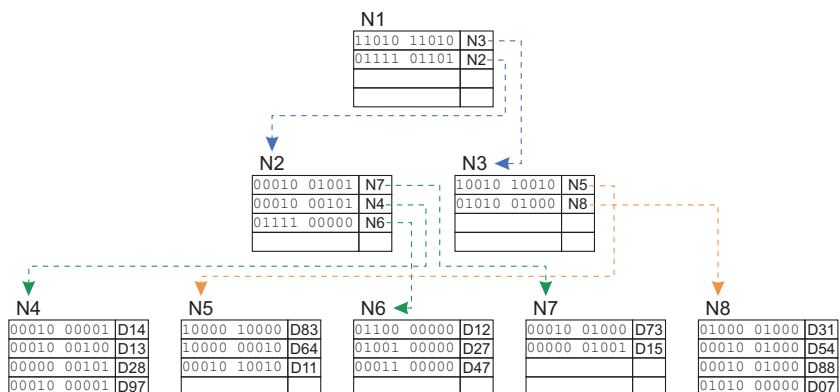 N1
11010 11010 N3
01111 01101 N2
N2 N3
00010 01001 N7 10010 10010 N5
00010 00101 N4 01010 01000 N8
01111 00000 N6
N4 N5 N6 N7 N8
00010 00001 D14 10000 10000 D83 01100 00000 D12 00010 01000 D73 01000 01000 D31
00010 00100 D13 10000 00010 D64 01001 00000 D27 00000 01001 D15 00010 01000 D54
00000 00101 D28 00010 10010 D11 00011 00000 D47 00011 01000 D88
00010 00001 D97 01010 00000 D07